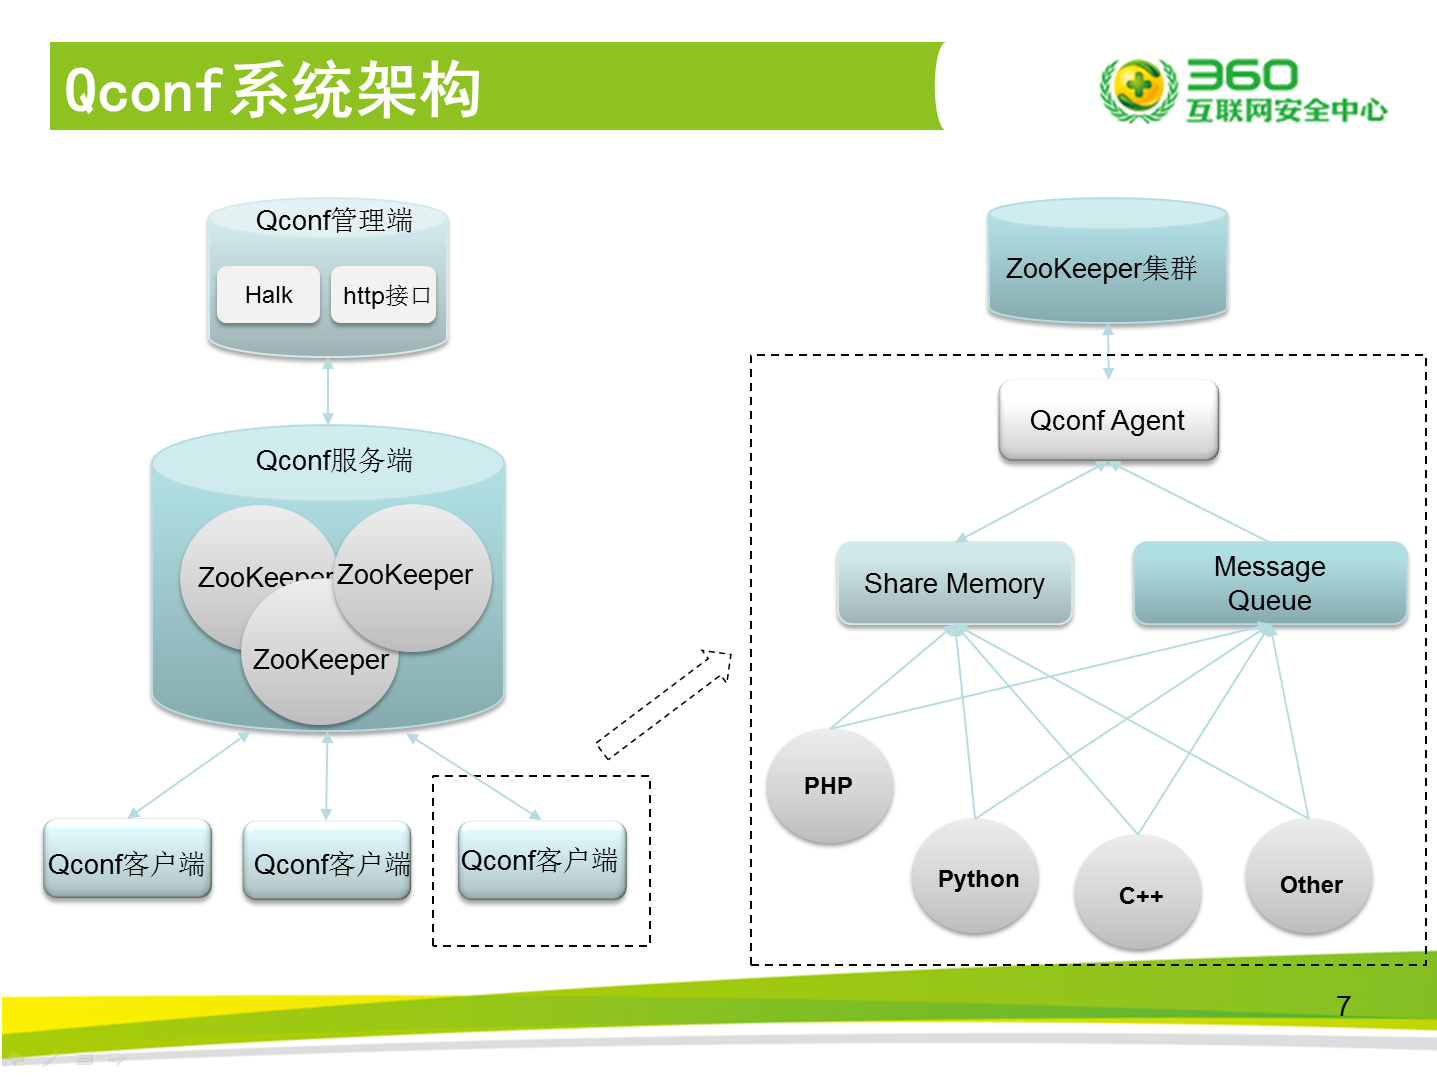 Qconf系统架构
360
互联网安全中心
Qconf管理端
Halk
http接口
Qconf服务端
ZooKeeper
ZooKeeper
ZooKeeper
Qconf客户端
Qconf客户端
Qconf客户端
ZooKeeper集群
Qconf Agent
Share Memory
Message
Queue
PHP
Python
C++
Other
7